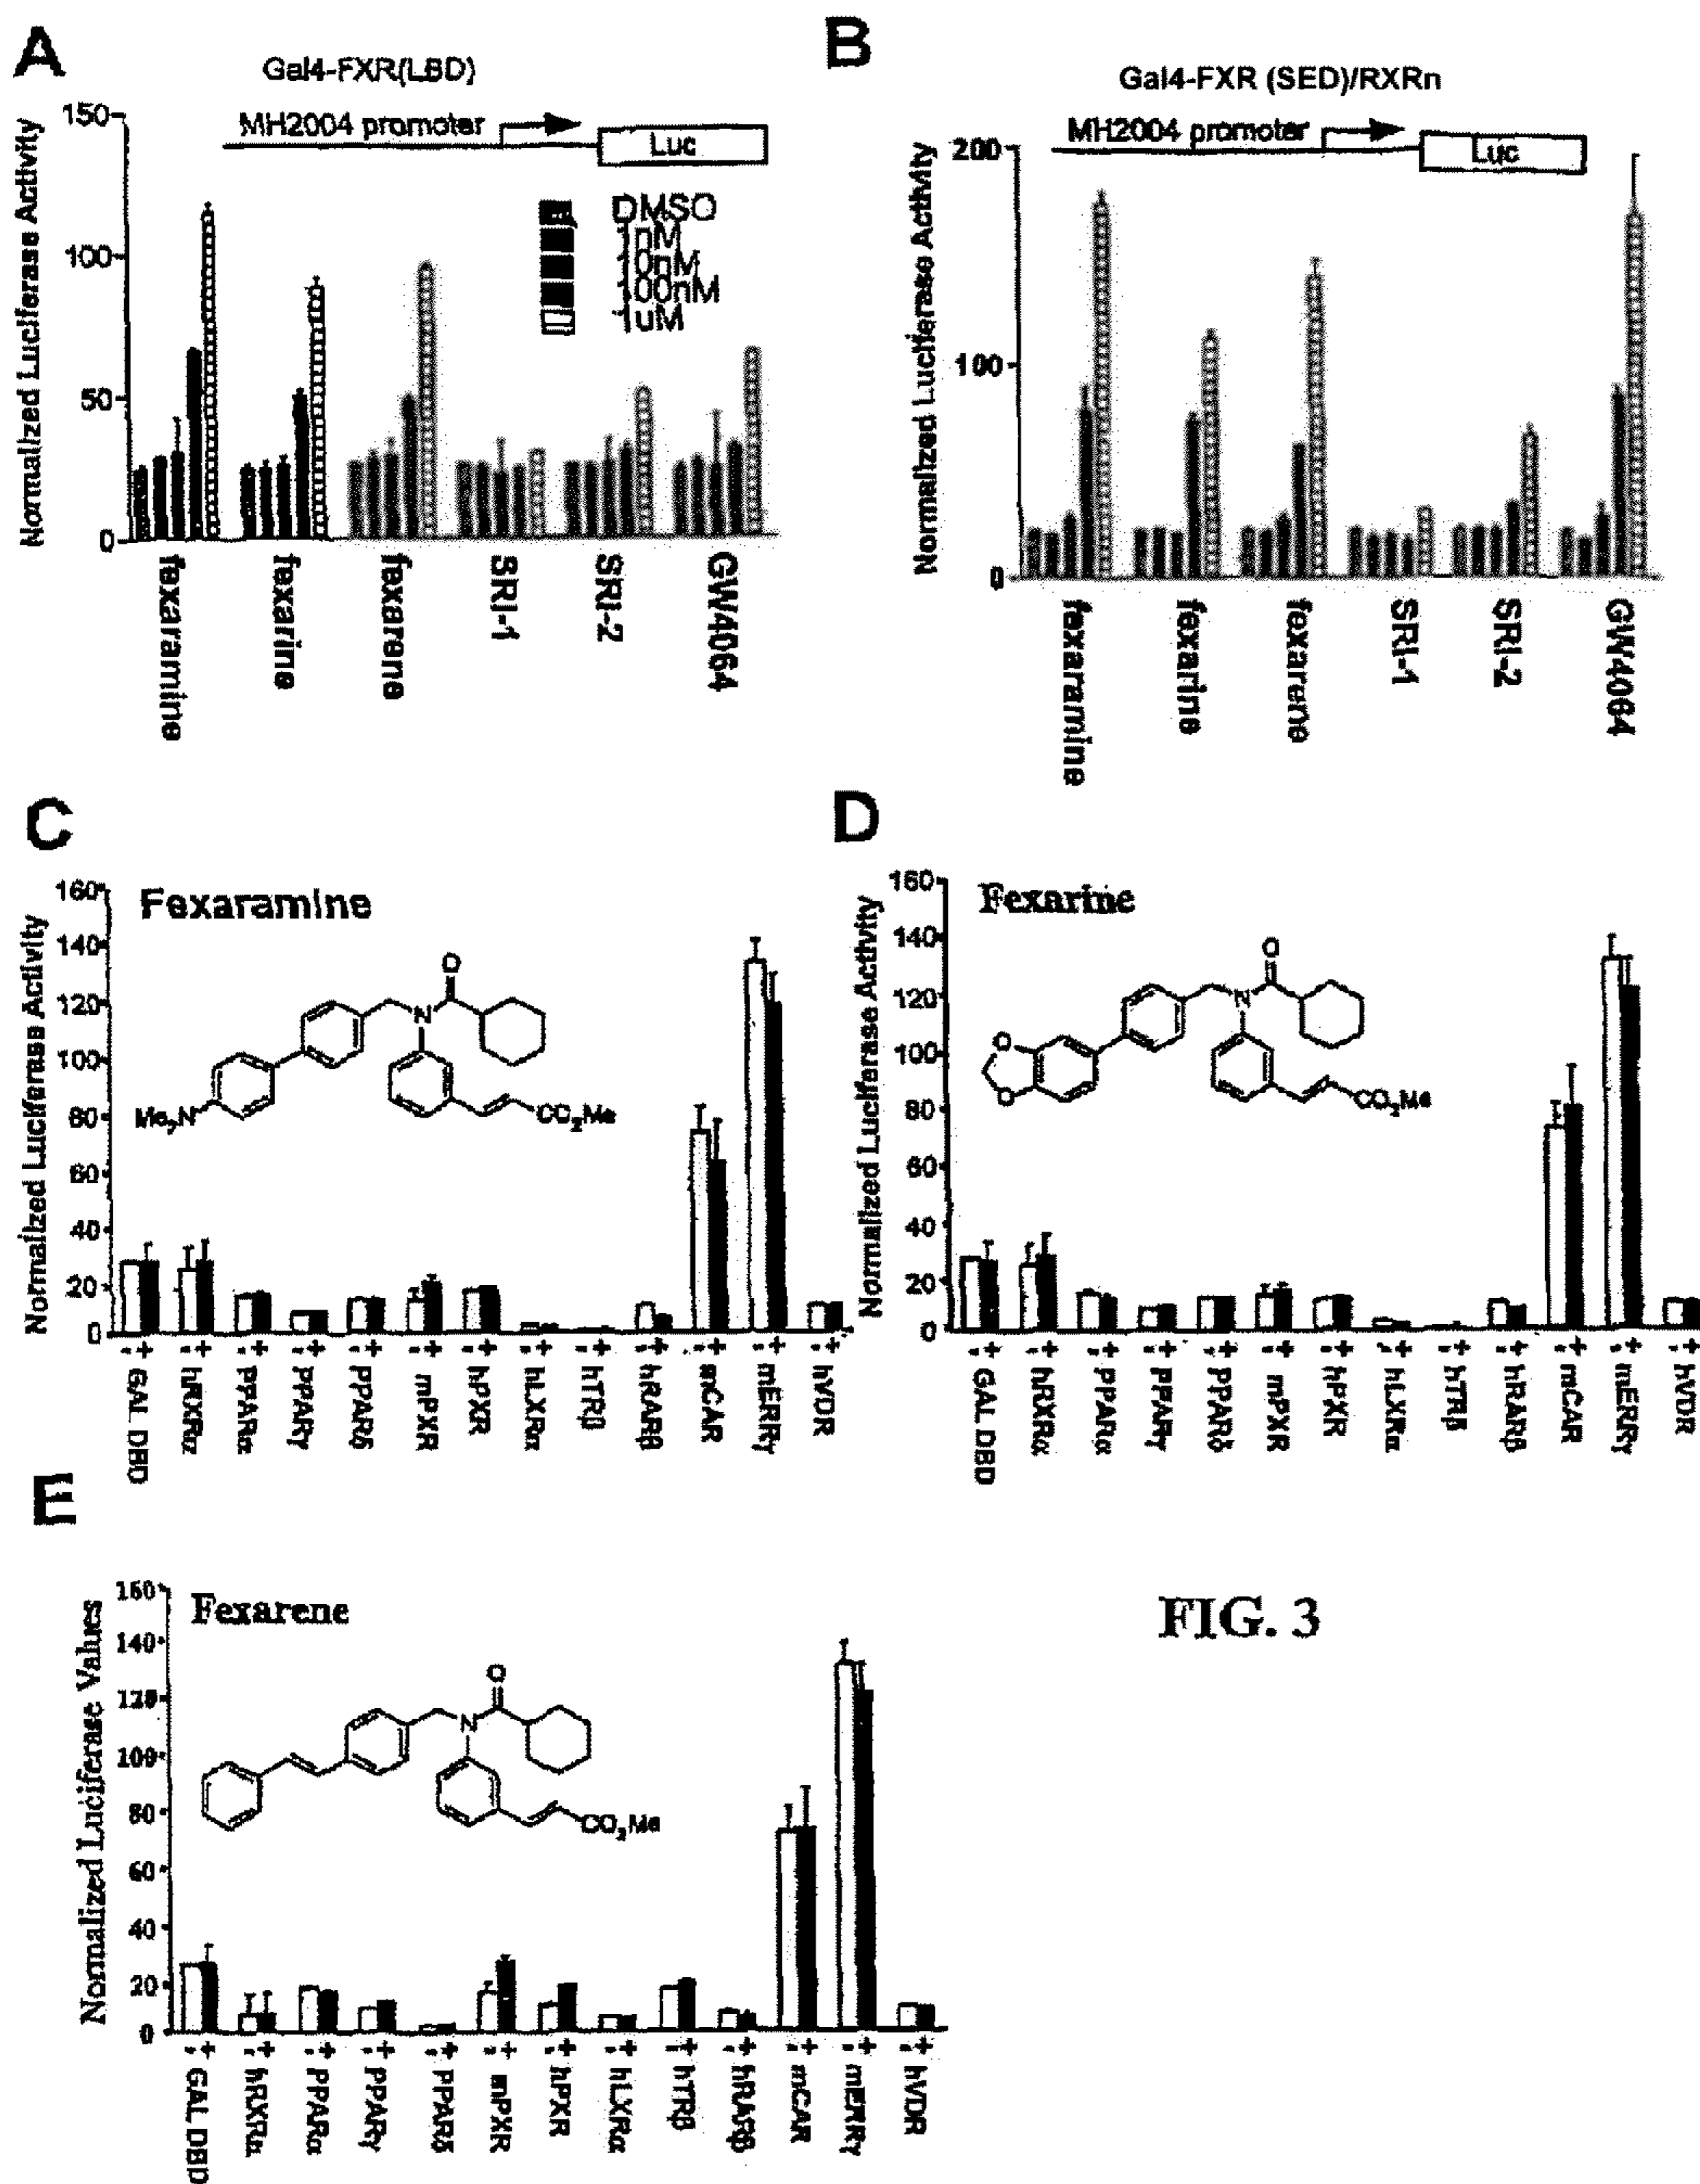 A
Gal4-FXR(LBD)
MH2004 promoter
Luc
DMSO
1nM
10nM
100nM
1uM
Normalized Luciferase Activity
150
100
50
0
fexaramine
fexarine
fexarene
SRI-1
SRI-2
GW4064
B
Gal4-FXR (SED)/RXRn
MH2004 promoter
Luc
Normalized Luciferase Activity
200
100
0
fexaramine
fexarine
fexarene
SRI-1
SRI-2
GW4064
C
Fexaramine
Normalized Luciferase Activity
160
140
120
100
80
60
40
20
0
O
N
Me2N
CO2Me
- + GAL DBD
- + hRXRα
- + PPARα
- + PPARγ
- + PPARδ
- + mPXR
- + hPXR
- + hLXRα
- + hTRβ
- + hRARβ
- + mCAR
- + mERRγ
- + hVDR
D
Fexarine
Normalized Luciferase Activity
160
140
120
100
80
60
40
20
0
O
N
O
O
CO2Me
- + GAL DBD
- + hRXRα
- + PPARα
- + PPARγ
- + PPARδ
- + mPXR
- + hPXR
- + hLXRα
- + hTRβ
- + hRARβ
- + mCAR
- + mERRγ
- + hVDR
E
Fexarene
Normalized Luciferase Values
160
140
120
100
80
60
40
20
0
O
N
CO2Me
- + GAL DBD
- + hRXRα
- + PPARα
- + PPARγ
- + PPARδ
- + mPXR
- + hPXR
- + hLXRα
- + hTRβ
- + hRARβ
- + mCAR
- + mERRγ
- + hVDR
FIG. 3